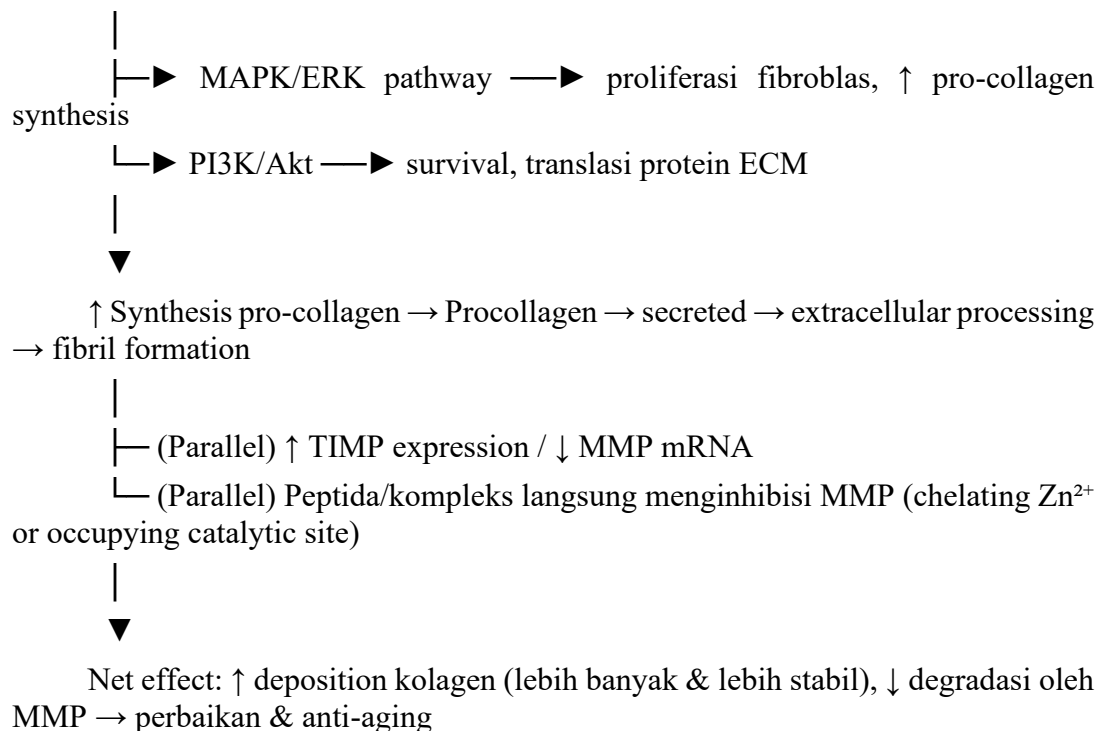 MAPK/ERK pathway ──► proliferasi fibroblas, ↑ pro-collagen
synthesis
PI3K/Akt ──► survival, translasi protein ECM
↑ Synthesis pro-collagen → Procollagen → secreted → extracellular processing
→ fibril formation
(Parallel) ↑ TIMP expression / ↓ MMP mRNA
(Parallel) Peptida/kompleks langsung menginhibisi MMP (chelating Zn²⁺
or occupying catalytic site)
Net effect: ↑ deposition kolagen (lebih banyak & lebih stabil), ↓ degradasi oleh
MMP → perbaikan & anti-aging